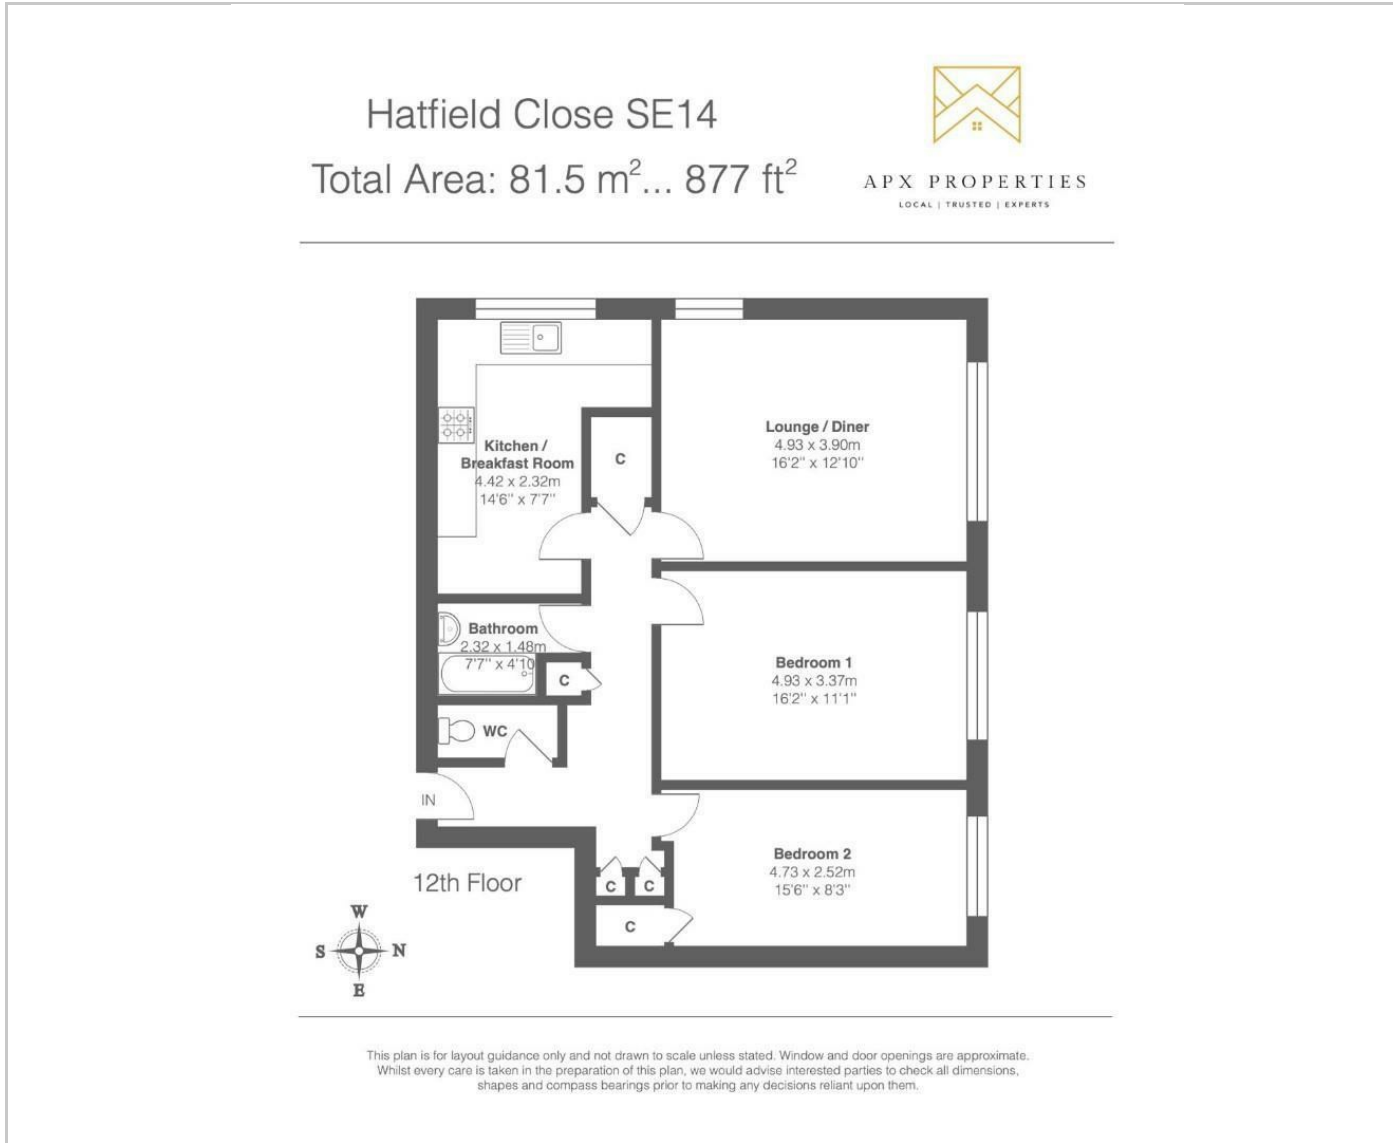 Hatfield Close SE14
Total Area: 81.5 m²... 877 ft²
APX PROPERTIES
LOCAL | TRUSTED | EXPERTS
Lounge / Diner
4.93 x 3.90m
16'2" x 12'10"
Kitchen /
Breakfast Room
4.42 x 2.32m
14'6" x 7'7"
C
Bathroom
2.32 x 1.48m
7'7" x 4'10
C
Bedroom 1
4.93 x 3.37m
16'2" x 11'1"
WC
IN
Bedroom 2
4.73 x 2.52m
15'6" x 8'3"
C
C
C
12th Floor
W
S
N
E
This plan is for layout guidance only and not drawn to scale unless stated. Window and door openings are approximate.
Whilst every care is taken in the preparation of this plan, we would advise interested parties to check all dimensions,
shapes and compass bearings prior to making any decisions reliant upon them.